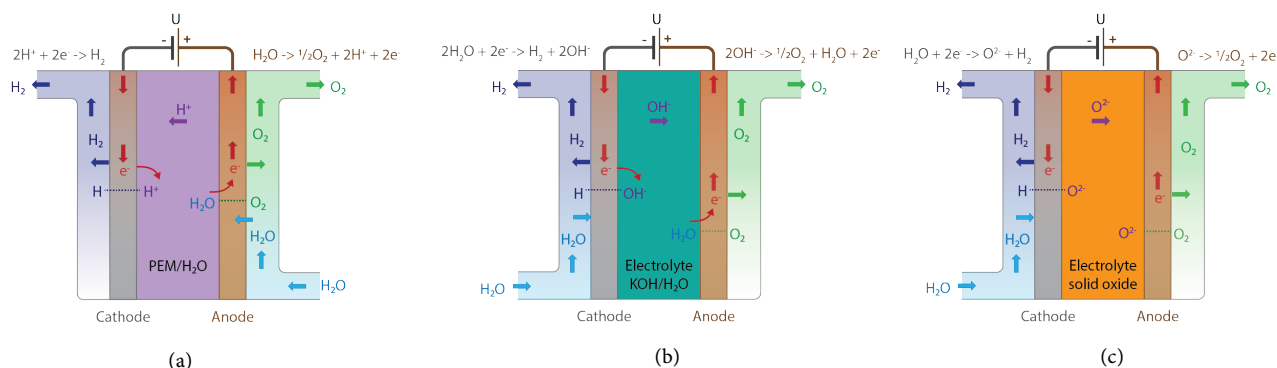 U
- +
2H⁺ + 2e⁻ -> H₂
H₂O -> ½O₂ + 2H⁺ + 2e⁻
H₂
O₂
H⁺
H₂
O₂
e⁻
e⁻
H
H⁺
H₂O
O₂
H₂O
PEM/H₂O
H₂O
Cathode
Anode
(a)
U
- +
2H₂O + 2e⁻ -> H₂ + 2OH⁻
2OH⁻ -> ½O₂ + H₂O + 2e⁻
H₂
O₂
OH⁻
H₂
O₂
e⁻
H
OH⁻
e⁻
H₂O
H₂O
O₂
Electrolyte
KOH/H₂O
H₂O
Cathode
Anode
(b)
U
- +
H₂O + 2e⁻ -> O²⁻ + H₂
O²⁻ -> ½O₂ + 2e
H₂
O₂
O²⁻
H₂
O₂
e⁻
H
O²⁻
e⁻
H₂O
O²⁻
O₂
Electrolyte
solid oxide
H₂O
Cathode
Anode
(c)